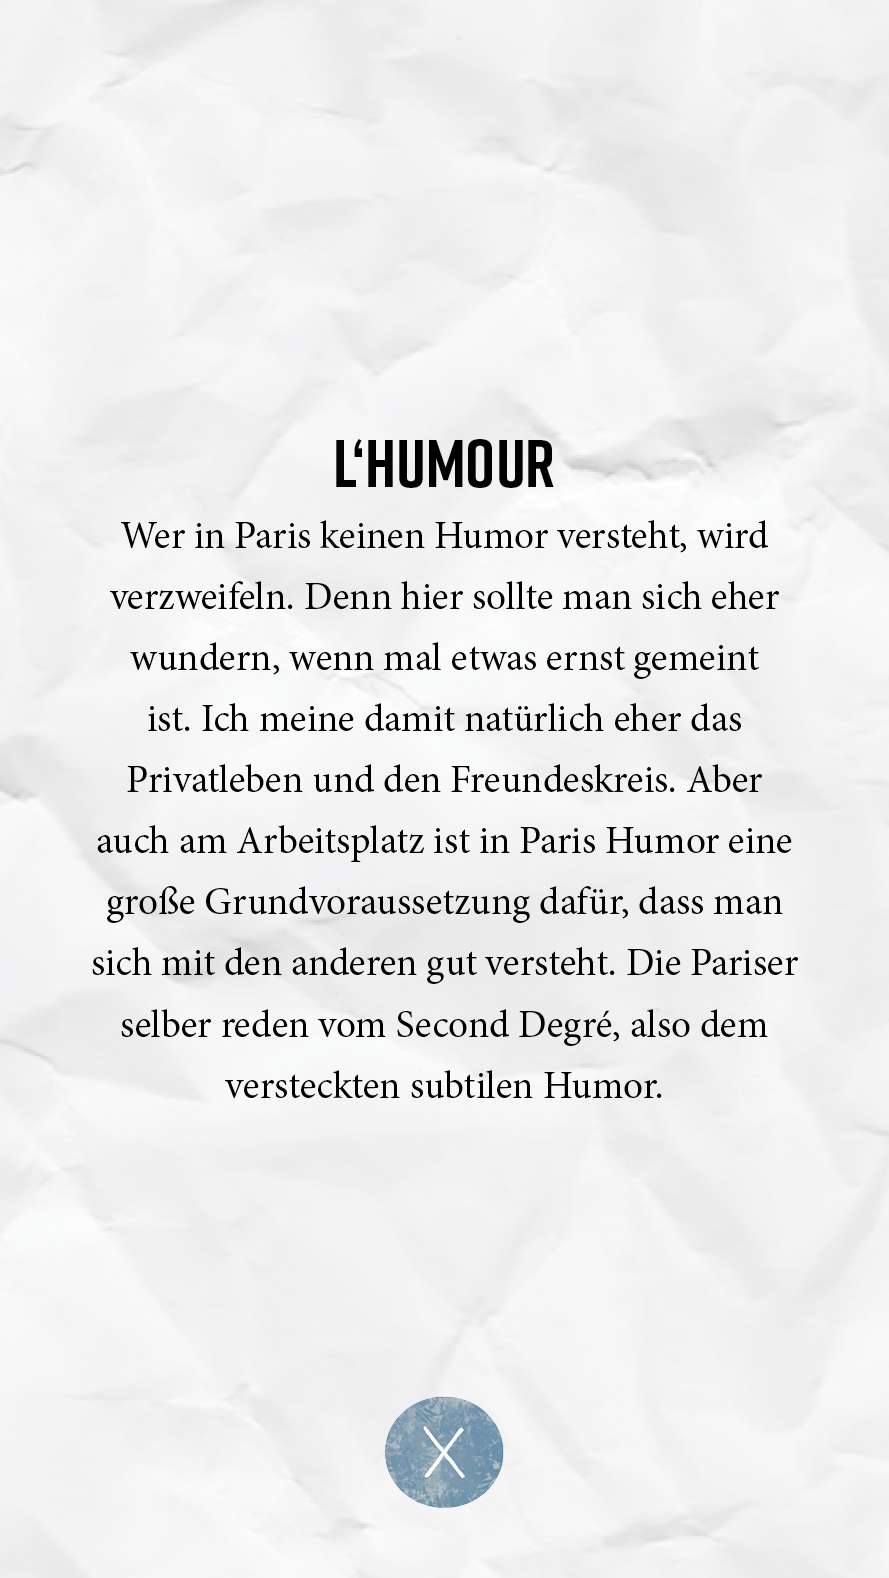 L‘HUMOUR
Wer in Paris keinen Humor versteht, wird
verzweifeln. Denn hier sollte man sich eher
wundern, wenn mal etwas ernst gemeint
ist. Ich meine damit natürlich eher das
Privatleben und den Freundeskreis. Aber
auch am Arbeitsplatz ist in Paris Humor eine
große Grundvoraussetzung dafür, dass man
sich mit den anderen gut versteht. Die Pariser
selber reden vom Second Degré, also dem
versteckten subtilen Humor.
X